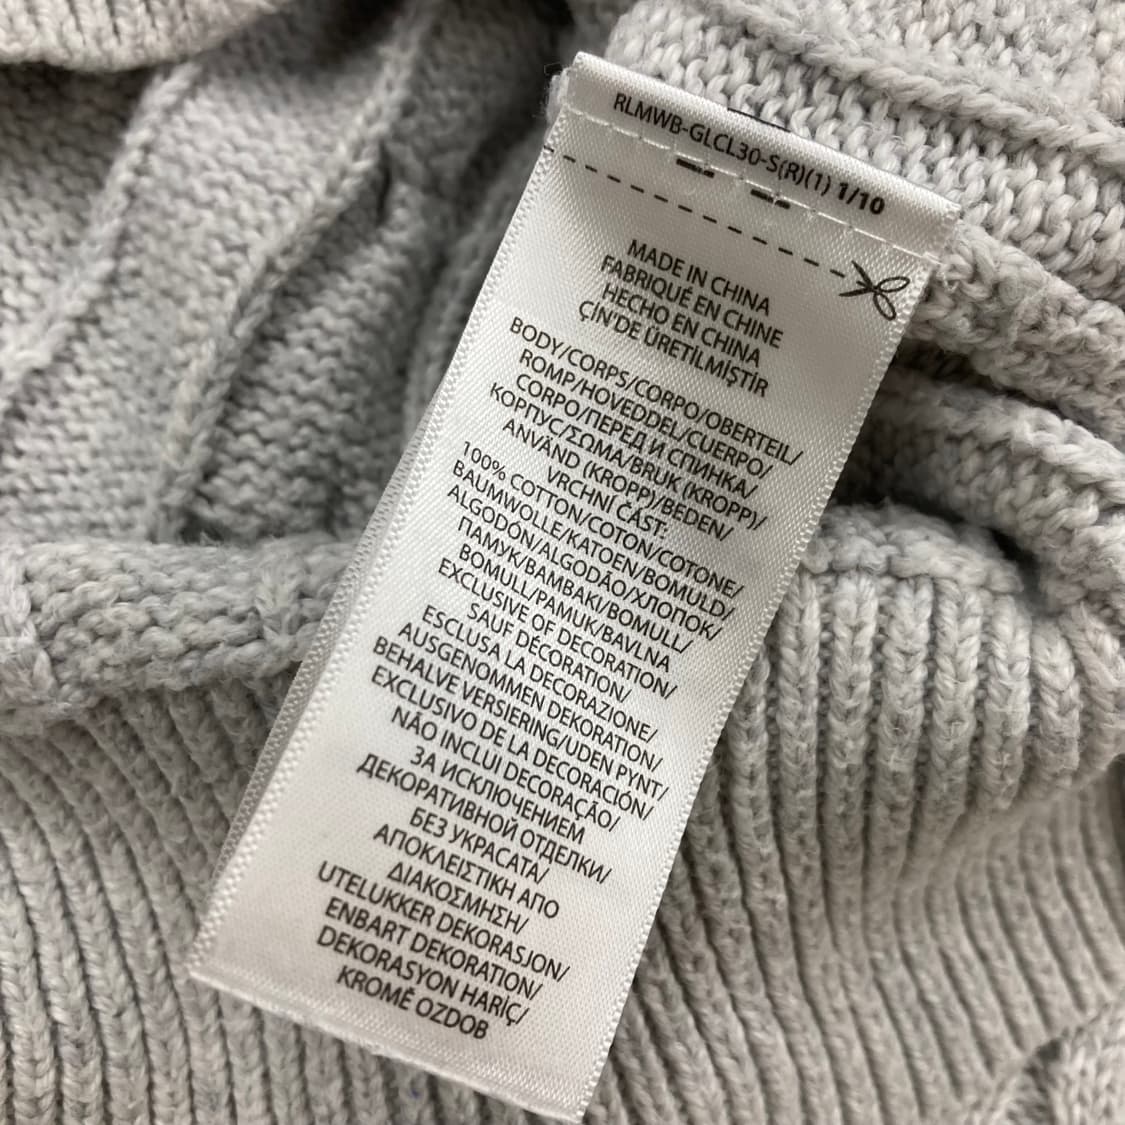 RLMWB-GLCL30-S(R)(1) 1/10
MADE IN CHINA
FABRIQUÉ EN CHINE
HECHO EN CHINA
ÇİN'DE ÜRETİLMİŞTİR
BODY/CORPS/CORPO/OBERTEIL/
ROMP/HOVEDDEL/CUERPO/
CORPO/ПЕРЕД И СПИНКА/
КОРПУС/ΣΩΜΑ/BRUK (KROPP)/
ANVÄND (KROPP)/BEDEN/
VRCHNÍ ČÁST:
100% COTTON/COTON/COTONE/
BAUMWOLLE/KATOEN/BOMULD/
ALGODÓN/ALGODÃO/ХЛОПОК/
ПАМУК/ΒΑΜΒΑΚΙ/BOMULL/
BOMULL/PAMUK/BAVLNA
EXCLUSIVE OF DECORATION/
SAUF DÉCORATION/
ESCLUSA LA DECORAZIONE/
AUSGENOMMEN DEKORATION/
BEHALVE VERSIERING/UDEN PYNT/
EXCLUSIVO DE LA DECORACIÓN/
NÃO INCLUI DECORAÇÃO/
ЗА ИСКЛЮЧЕНИЕМ
ДЕКОРАТИВНОЙ ОТДЕЛКИ/
БЕЗ УКРАСАТА/
ΑΠΟΚΛΕΙΣΤΙΚΗ ΑΠΟ
ΔΙΑΚΟΣΜΗΣΗ/
UTELUKKER DEKORASJON/
ENBART DEKORATION/
DEKORASYON HARİÇ/
KROMĚ OZDOB